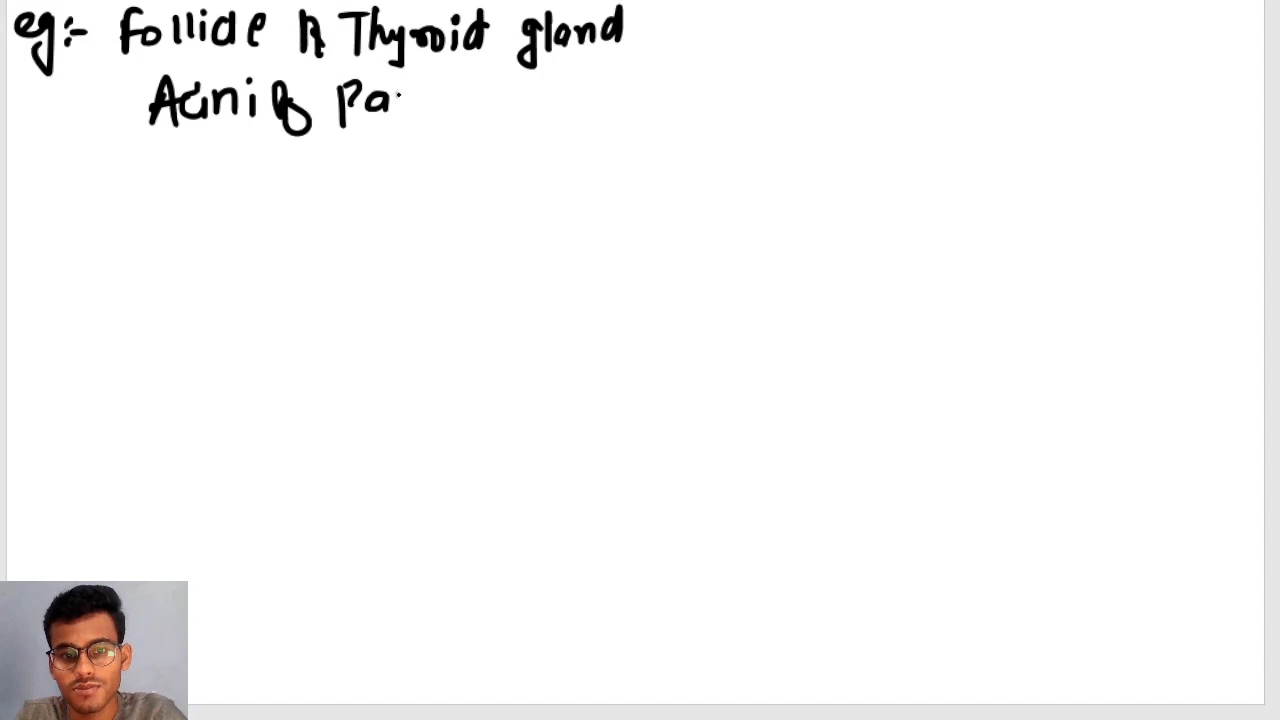 eg:- Follicle of Thyroid gland
Acini of Pa